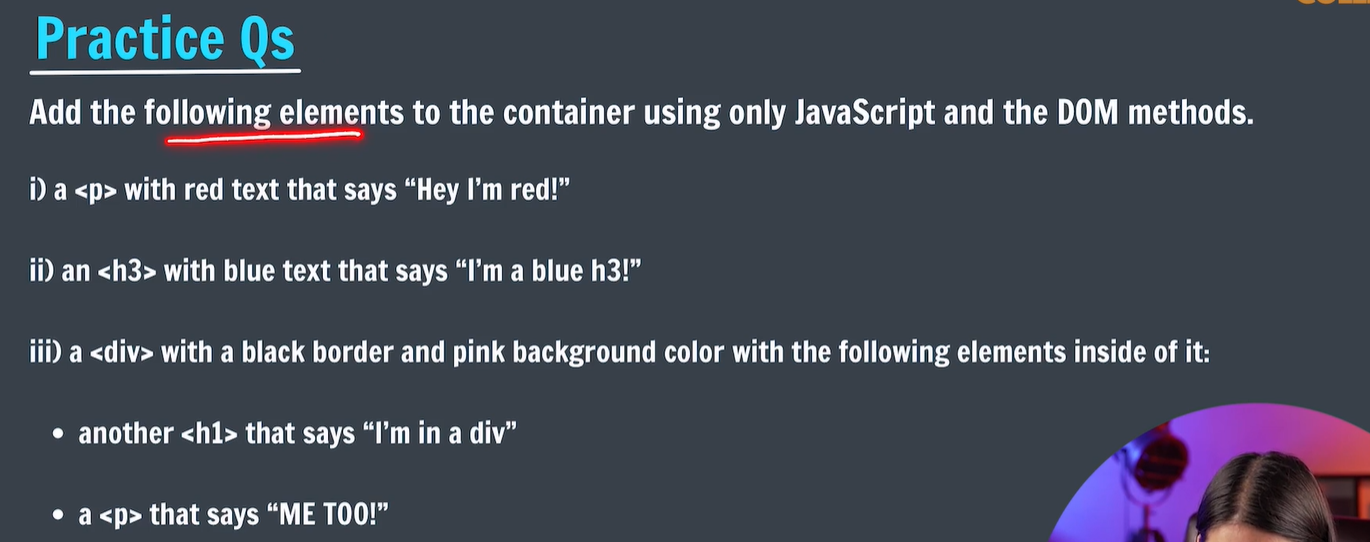 Practice Qs
Add the following elements to the container using only JavaScript and the DOM methods.
i) a <p> with red text that says “Hey I’m red!”
ii) an <h3> with blue text that says “I’m a blue h3!”
iii) a <div> with a black border and pink background color with the following elements inside of it:
• another <h1> that says “I’m in a div”
• a <p> that says “ME TOO!”